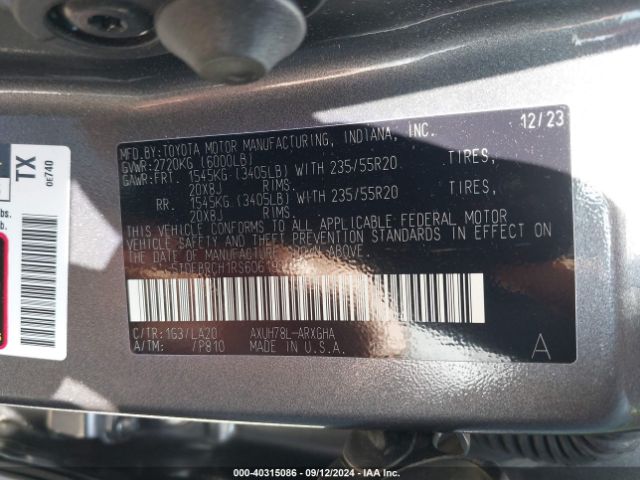 TX
0E740
lbs.
b.
MFD.BY:TOYOTA MOTOR MANUFACTURING, INDIANA, INC. 12/23
GVWR:2720KG (6000LB)
GAWR:FRT. 1545KG (3405LB) WITH 235/55R20 TIRES,
20X8J RIMS.
RR. 1545KG (3405LB) WITH 235/55R20 TIRES,
20X8J RIMS.
THIS VEHICLE CONFORMS TO ALL APPLICABLE FEDERAL MOTOR
VEHICLE SAFETY AND THEFT PREVENTION STANDARDS IN EFFECT ON
THE DATE OF MANUFACTURE SHOWN ABOVE.
C/TR:1G3/LA20 AXUH78L-ARXGHA
A/TM: /P810 MADE IN U.S.A.
A
000-40315086 - 09/12/2024 - IAA Inc.